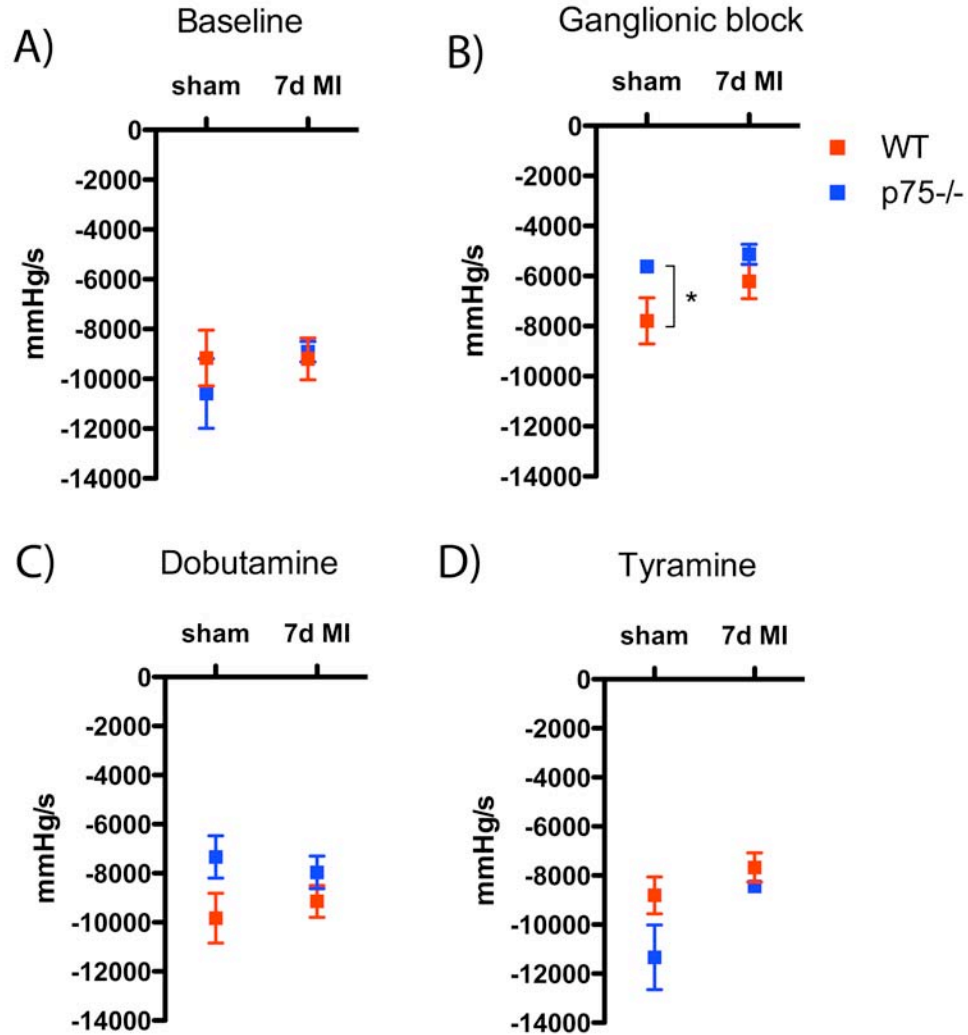 A)
Baseline
sham 7d MI
mmHg/s
0
-2000
-4000
-6000
-8000
-10000
-12000
-14000
B)
Ganglionic block
sham 7d MI
mmHg/s
0
-2000
-4000
-6000
-8000
-10000
-12000
-14000
*
WT
p75-/-
C)
Dobutamine
sham 7d MI
mmHg/s
0
-2000
-4000
-6000
-8000
-10000
-12000
-14000
D)
Tyramine
sham 7d MI
mmHg/s
0
-2000
-4000
-6000
-8000
-10000
-12000
-14000